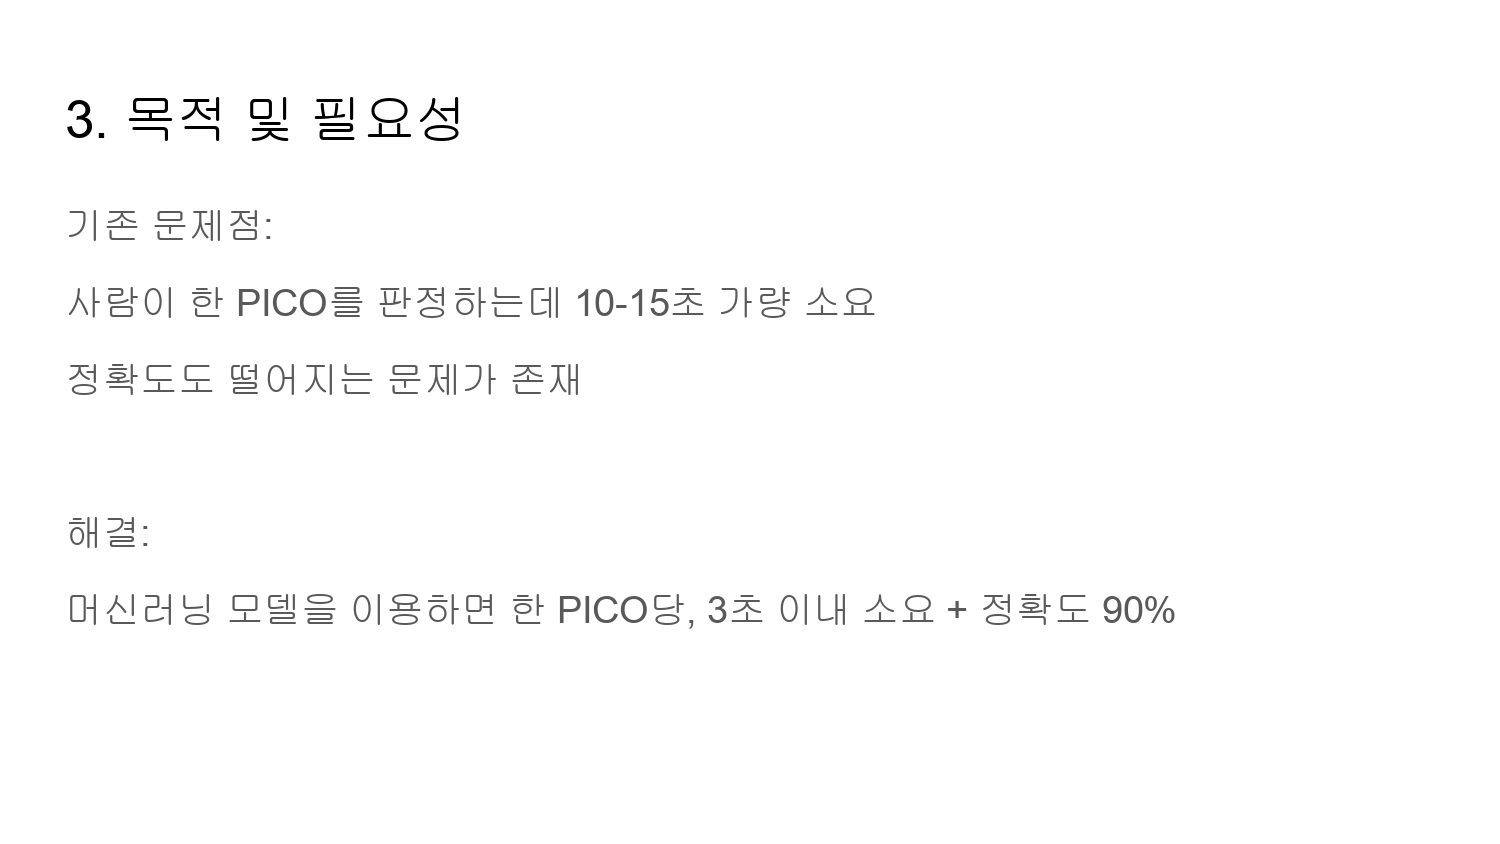 3. 목적 및 필요성
기존 문제점:
사람이 한 PICO를 판정하는데 10-15초 가량 소요
정확도도 떨어지는 문제가 존재
해결:
머신러닝 모델을 이용하면 한 PICO당, 3초 이내 소요 + 정확도 90%